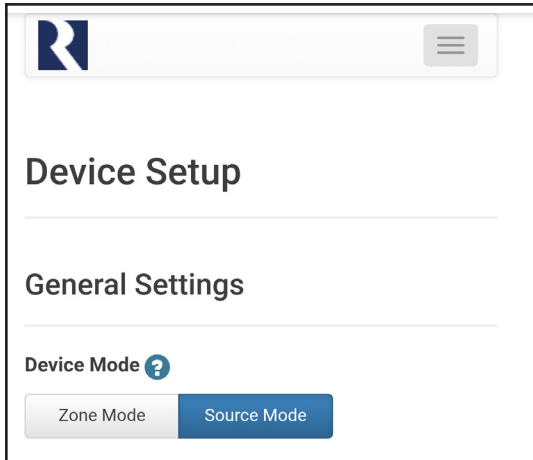 Device Setup
General Settings
Device Mode ?
Zone Mode Source Mode